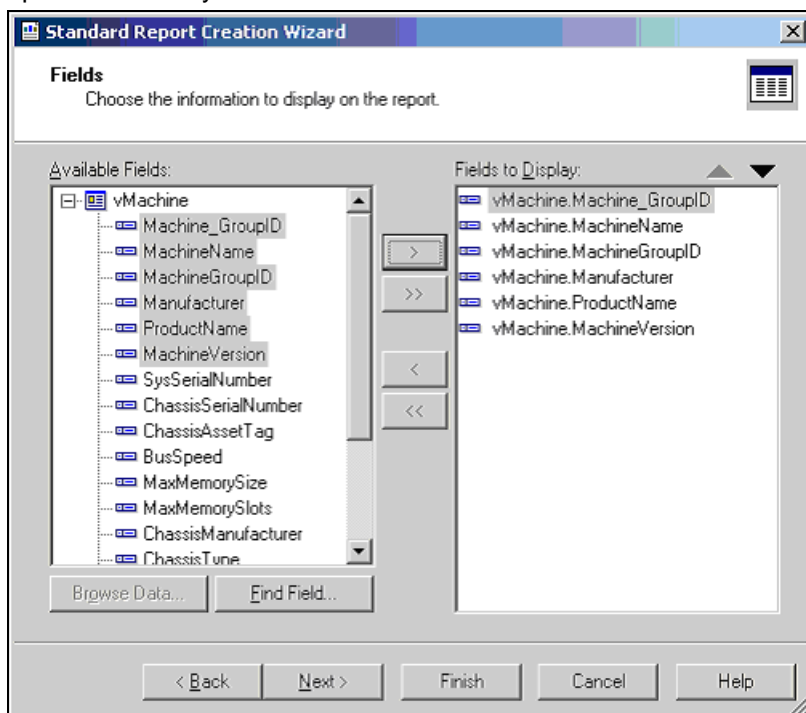 Standard Report Creation Wizard
Fields
Choose the information to display on the report.
Available Fields:
vMachine
Machine_GroupID
MachineName
MachineGroupID
Manufacturer
ProductName
MachineVersion
SysSerialNumber
ChassisSerialNumber
ChassisAssetTag
BusSpeed
MaxMemorySize
MaxMemorySlots
ChassisManufacturer
ChassisType
Browse Data...
Find Field...
>
>>
<
<<
Fields to Display:
vMachine.Machine_GroupID
vMachine.MachineName
vMachine.MachineGroupID
vMachine.Manufacturer
vMachine.ProductName
vMachine.MachineVersion
< Back
Next >
Finish
Cancel
Help